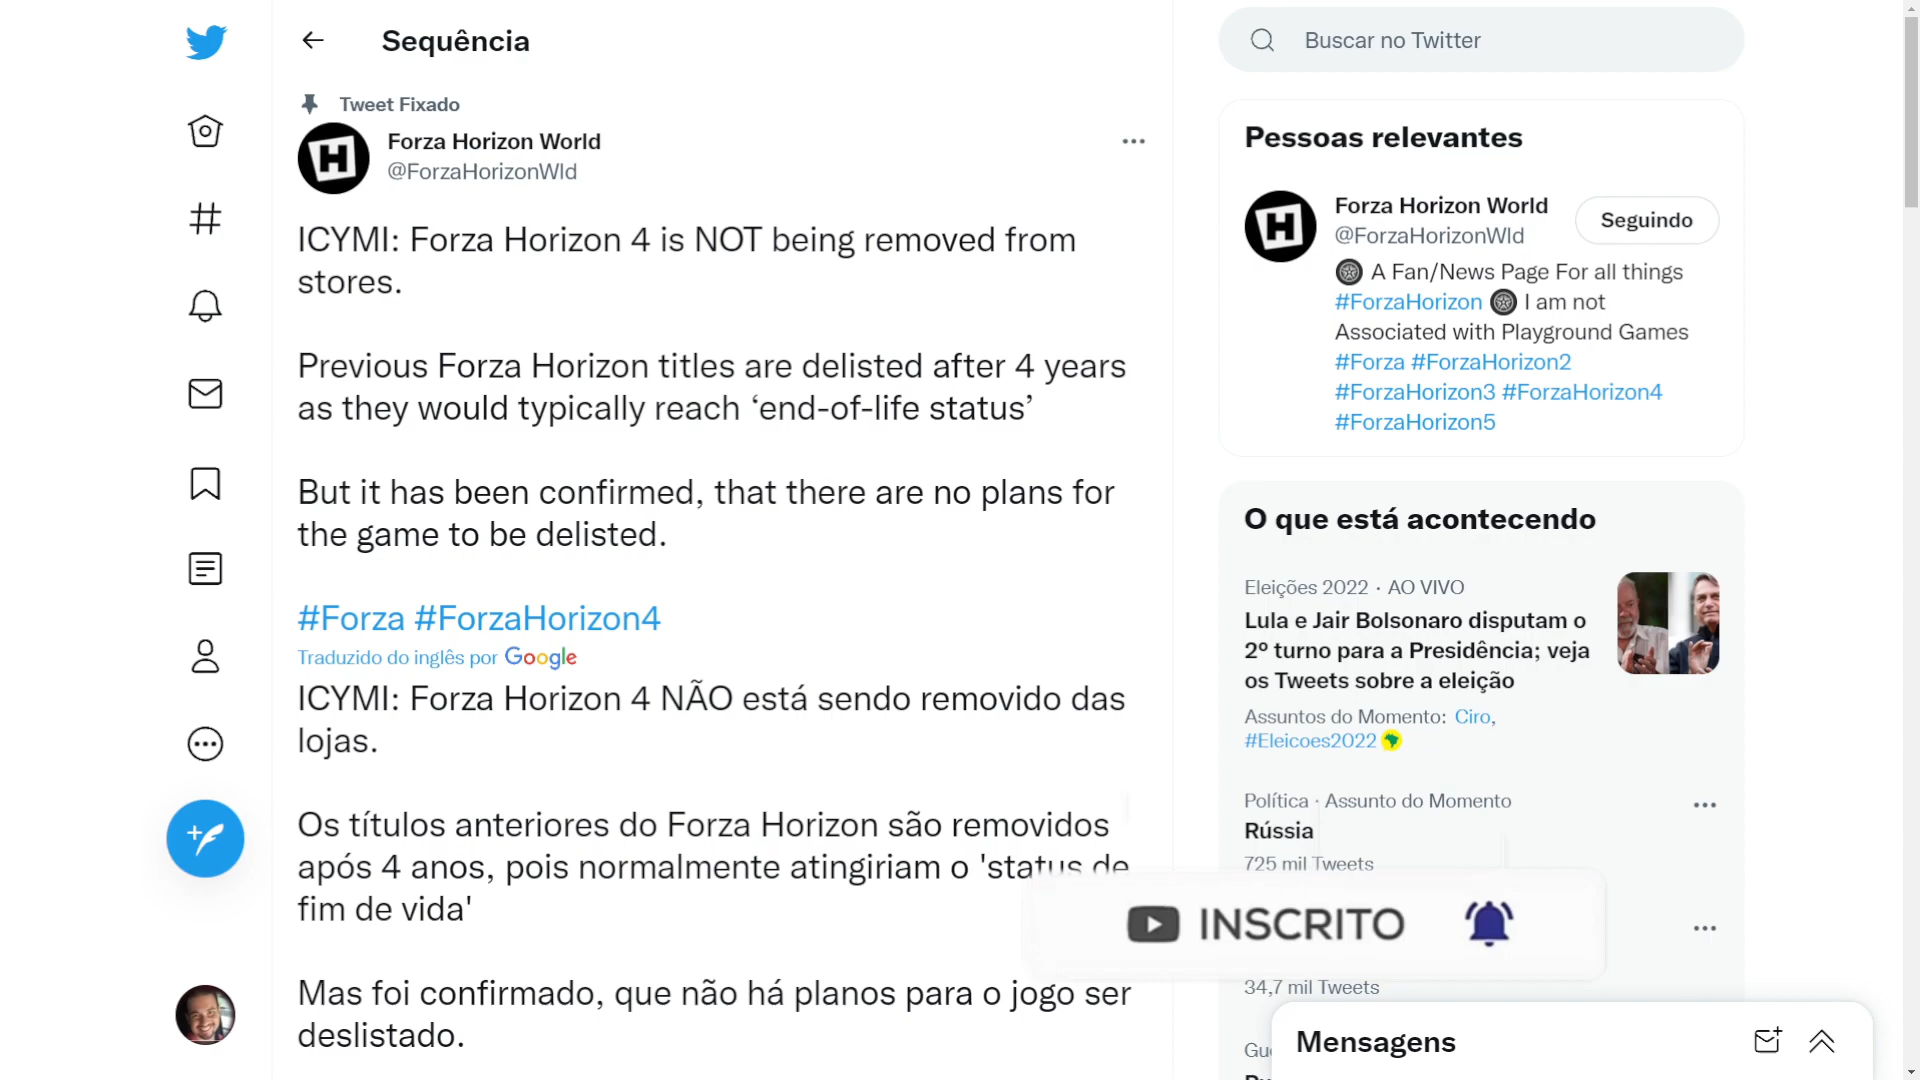 Sequência
Buscar no Twitter
Tweet Fixado
Forza Horizon World
@ForzaHorizonWld
ICYMI: Forza Horizon 4 is NOT being removed from
stores.
Previous Forza Horizon titles are delisted after 4 years
as they would typically reach ‘end-of-life status’
But it has been confirmed, that there are no plans for
the game to be delisted.
#Forza #ForzaHorizon4
Traduzido do inglês por Google
ICYMI: Forza Horizon 4 NÃO está sendo removido das
lojas.
Os títulos anteriores do Forza Horizon são removidos
após 4 anos, pois normalmente atingiriam o 'status de
fim de vida'
Mas foi confirmado, que não há planos para o jogo ser
deslistado.
Pessoas relevantes
Forza Horizon World
@ForzaHorizonWld
Seguindo
A Fan/News Page For all things
#ForzaHorizon I am not
Associated with Playground Games
#Forza #ForzaHorizon2
#ForzaHorizon3 #ForzaHorizon4
#ForzaHorizon5
O que está acontecendo
Eleições 2022 · AO VIVO
Lula e Jair Bolsonaro disputam o
2º turno para a Presidência; veja
os Tweets sobre a eleição
Assuntos do Momento: Ciro,
#Eleicoes2022
Política · Assunto do Momento
Rússia
725 mil Tweets
INSCRITO
34,7 mil Tweets
Mensagens